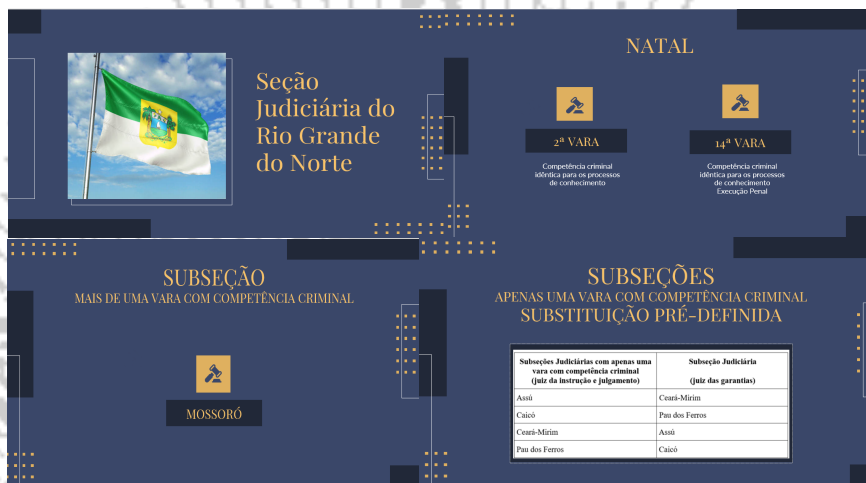 Seção
Judiciária do
Rio Grande
do Norte
NATAL
2ª VARA
Competência criminal
idêntica para os processos
de conhecimento
14ª VARA
Competência criminal
idêntica para os processos
de conhecimento
Execução Penal
SUBSEÇÃO
MAIS DE UMA VARA COM COMPETÊNCIA CRIMINAL
MOSSORÓ
SUBSEÇÕES
APENAS UMA VARA COM COMPETÊNCIA CRIMINAL
SUBSTITUIÇÃO PRÉ-DEFINIDA
Subseções Judiciárias com apenas uma
vara com competência criminal
(juiz da instrução e julgamento)
Subseção Judiciária
(juiz das garantias)
Assú
Ceará-Mirim
Caicó
Pau dos Ferros
Ceará-Mirim
Assú
Pau dos Ferros
Caicó